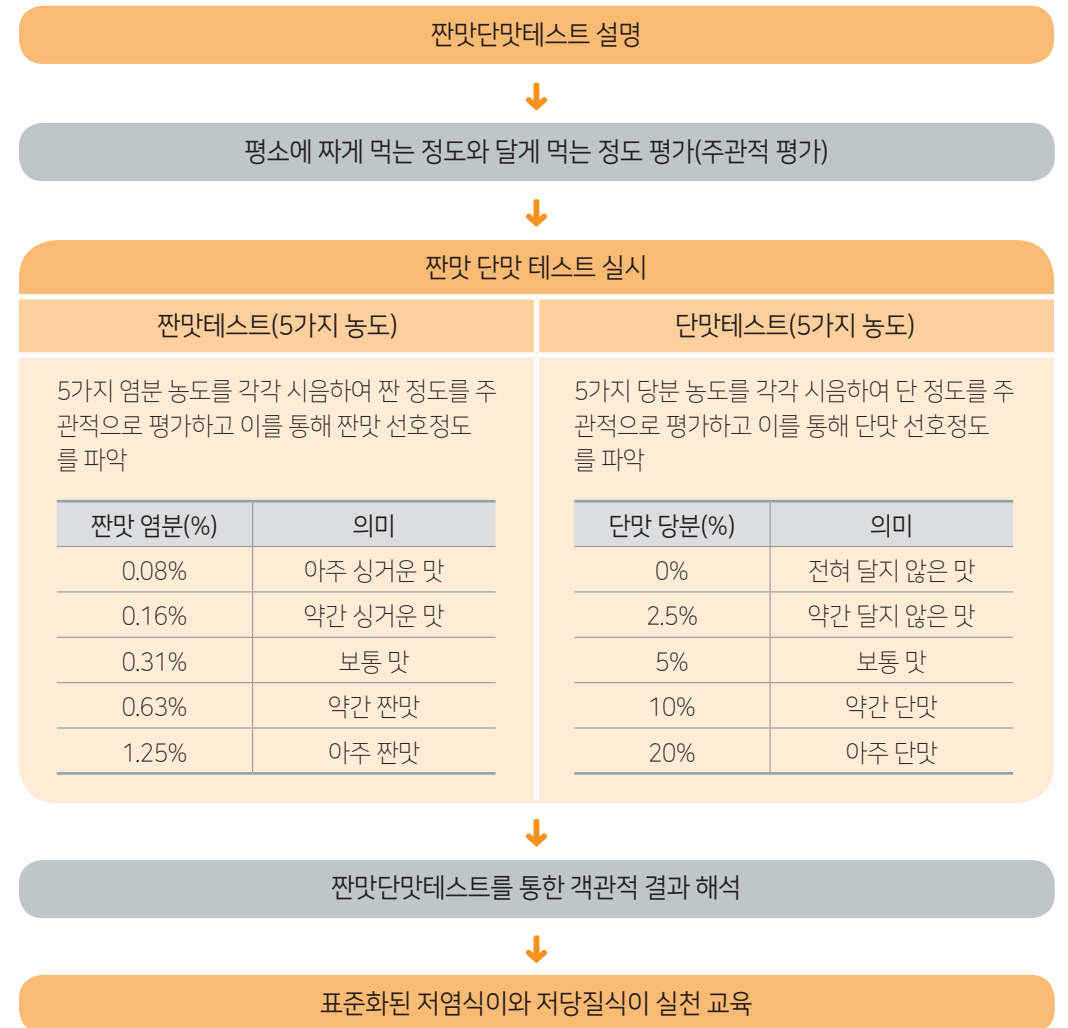 짠맛단맛테스트 설명
평소에 짜게 먹는 정도와 달게 먹는 정도 평가(주관적 평가)
짠맛 단맛 테스트 실시
짠맛테스트(5가지 농도)
5가지 염분 농도를 각각 시음하여 짠 정도를 주
관적으로 평가하고 이를 통해 짠맛 선호정도
를 파악
짠맛 염분(%) 의미
0.08% 아주 싱거운 맛
0.16% 약간 싱거운 맛
0.31% 보통 맛
0.63% 약간 짠맛
1.25% 아주 짠맛
단맛테스트(5가지 농도)
5가지 당분 농도를 각각 시음하여 단 정도를 주
관적으로 평가하고 이를 통해 단맛 선호정도
를 파악
단맛 당분(%) 의미
0% 전혀 달지 않은 맛
2.5% 약간 달지 않은 맛
5% 보통 맛
10% 약간 단맛
20% 아주 단맛
짠맛단맛테스트를 통한 객관적 결과 해석
표준화된 저염식이와 저당질식이 실천 교육